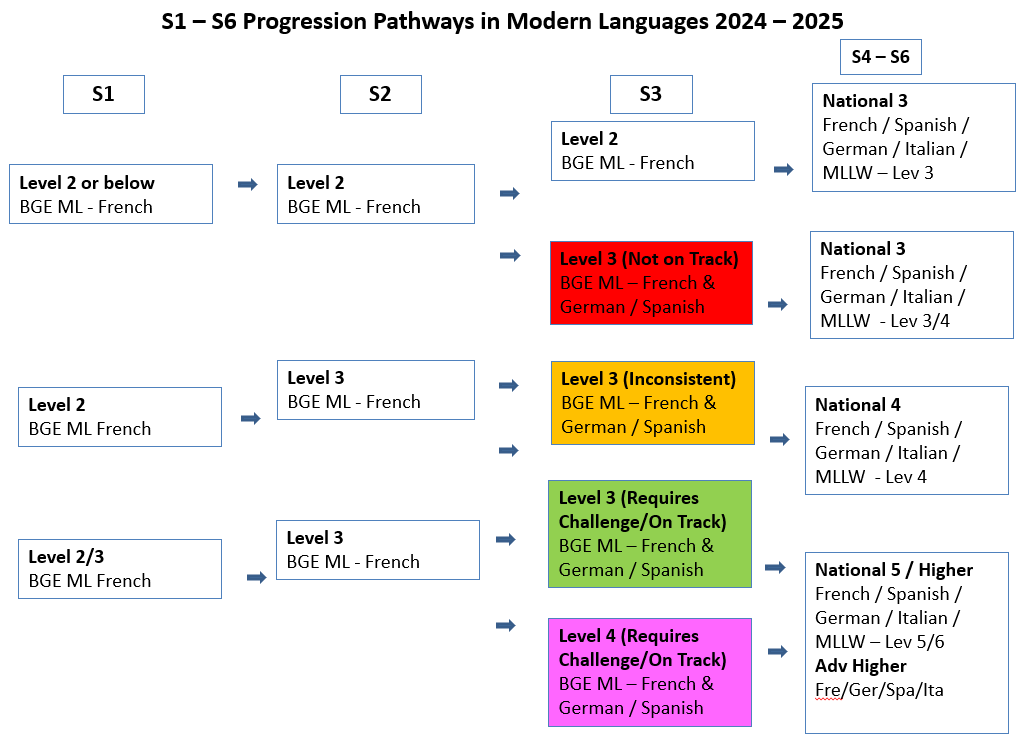 S1 – S6 Progression Pathways in Modern Languages 2024 – 2025
S1
S2
S3
S4 – S6
Level 2 or below
BGE ML - French
Level 2
BGE ML - French
Level 2
BGE ML - French
National 3
French / Spanish /
German / Italian /
MLLW – Lev 3
Level 3 (Not on Track)
BGE ML – French &
German / Spanish
National 3
French / Spanish /
German / Italian /
MLLW  - Lev 3/4
Level 2
BGE ML French
Level 3
BGE ML - French
Level 3 (Inconsistent)
BGE ML – French &
German / Spanish
National 4
French / Spanish /
German / Italian /
MLLW  - Lev 4
Level 2/3
BGE ML French
Level 3
BGE ML - French
Level 3 (Requires
Challenge/On Track)
BGE ML – French &
German / Spanish
Level 4 (Requires
Challenge/On Track)
BGE ML – French &
German / Spanish
National 5 / Higher
French / Spanish /
German / Italian /
MLLW – Lev 5/6
Adv Higher
Fre/Ger/Spa/Ita